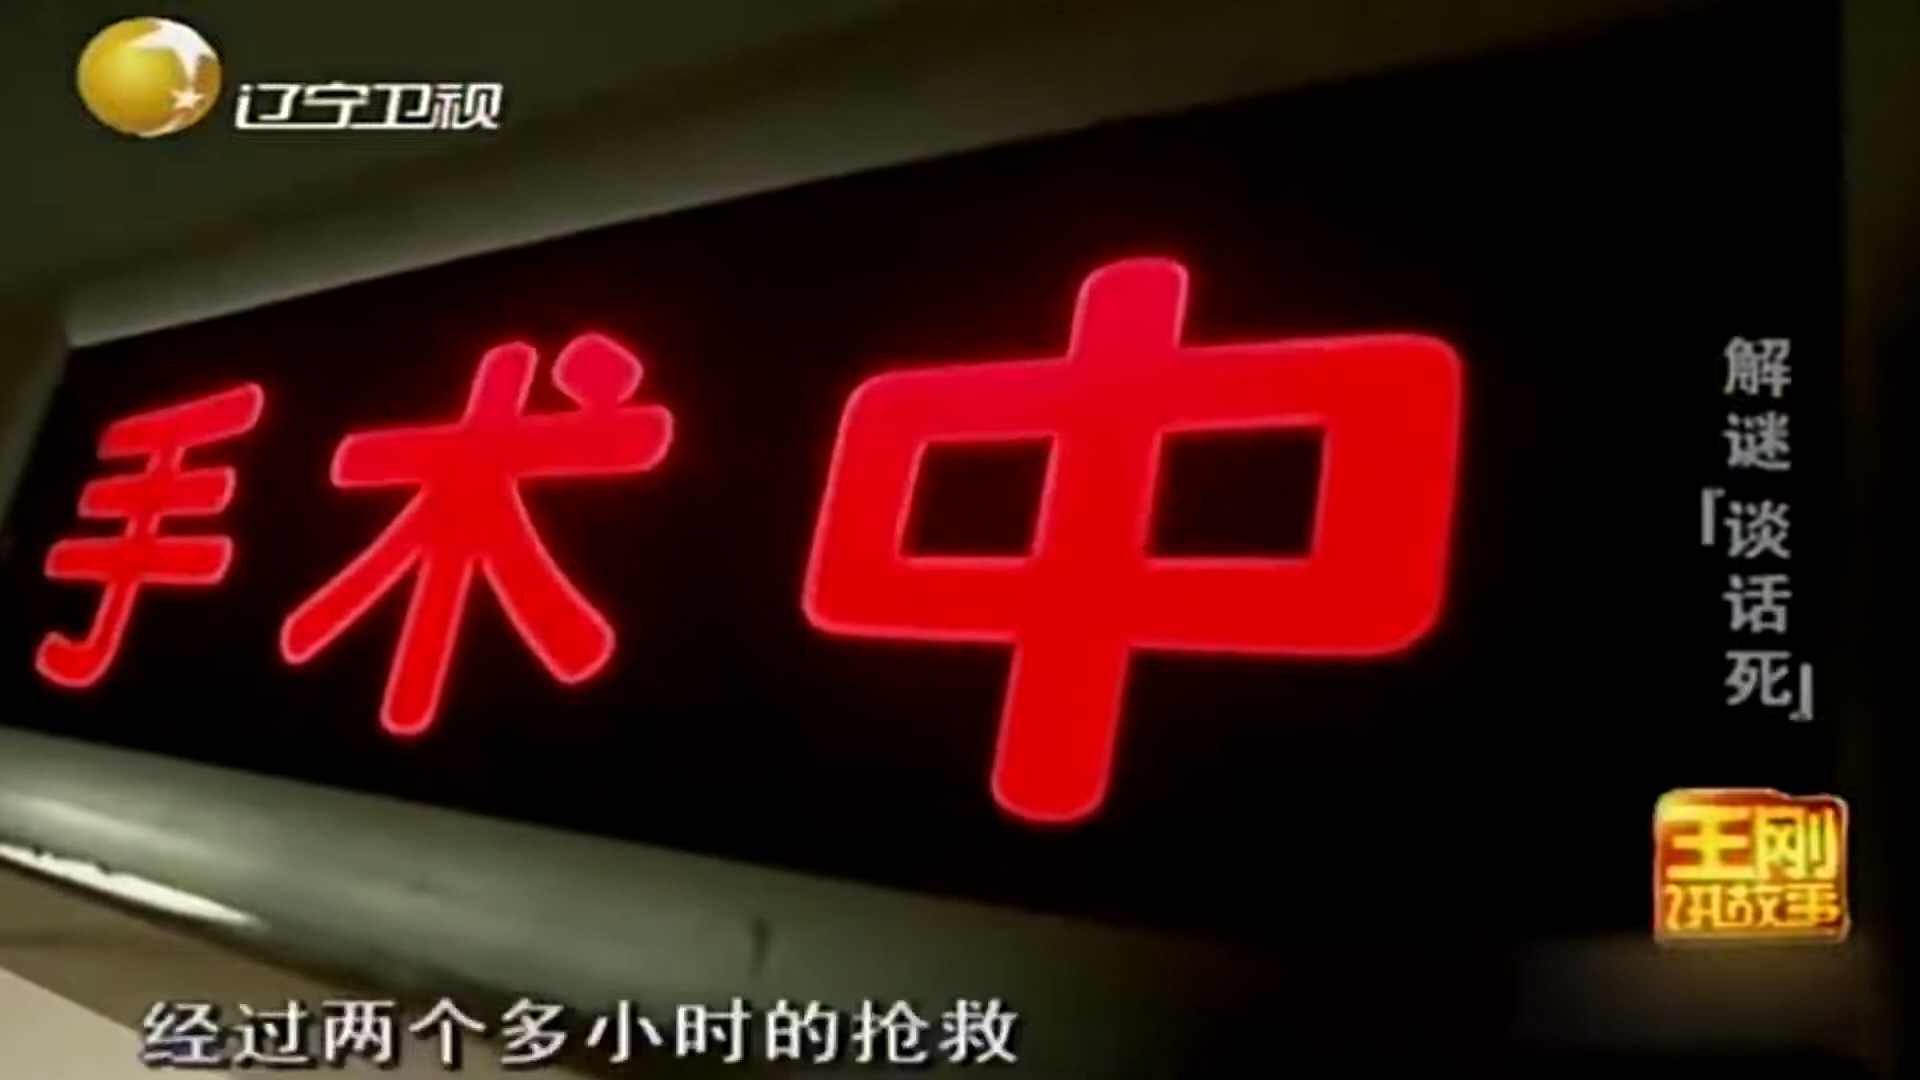 辽宁卫视
手术中
解谜『谈话死』
王刚
讲故事
经过两个多小时的抢救